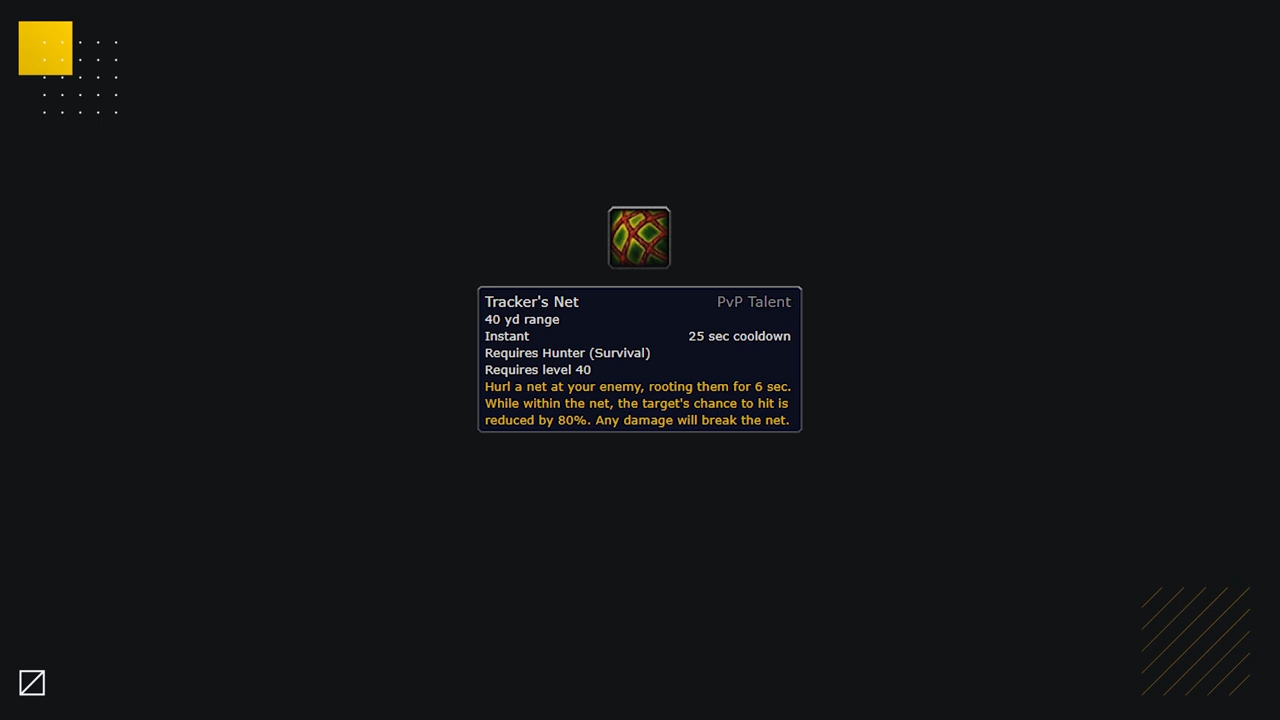 Tracker's Net PvP Talent
40 yd range
Instant 25 sec cooldown
Requires Hunter (Survival)
Requires level 40
Hurl a net at your enemy, rooting them for 6 sec.
While within the net, the target's chance to hit is
reduced by 80%. Any damage will break the net.